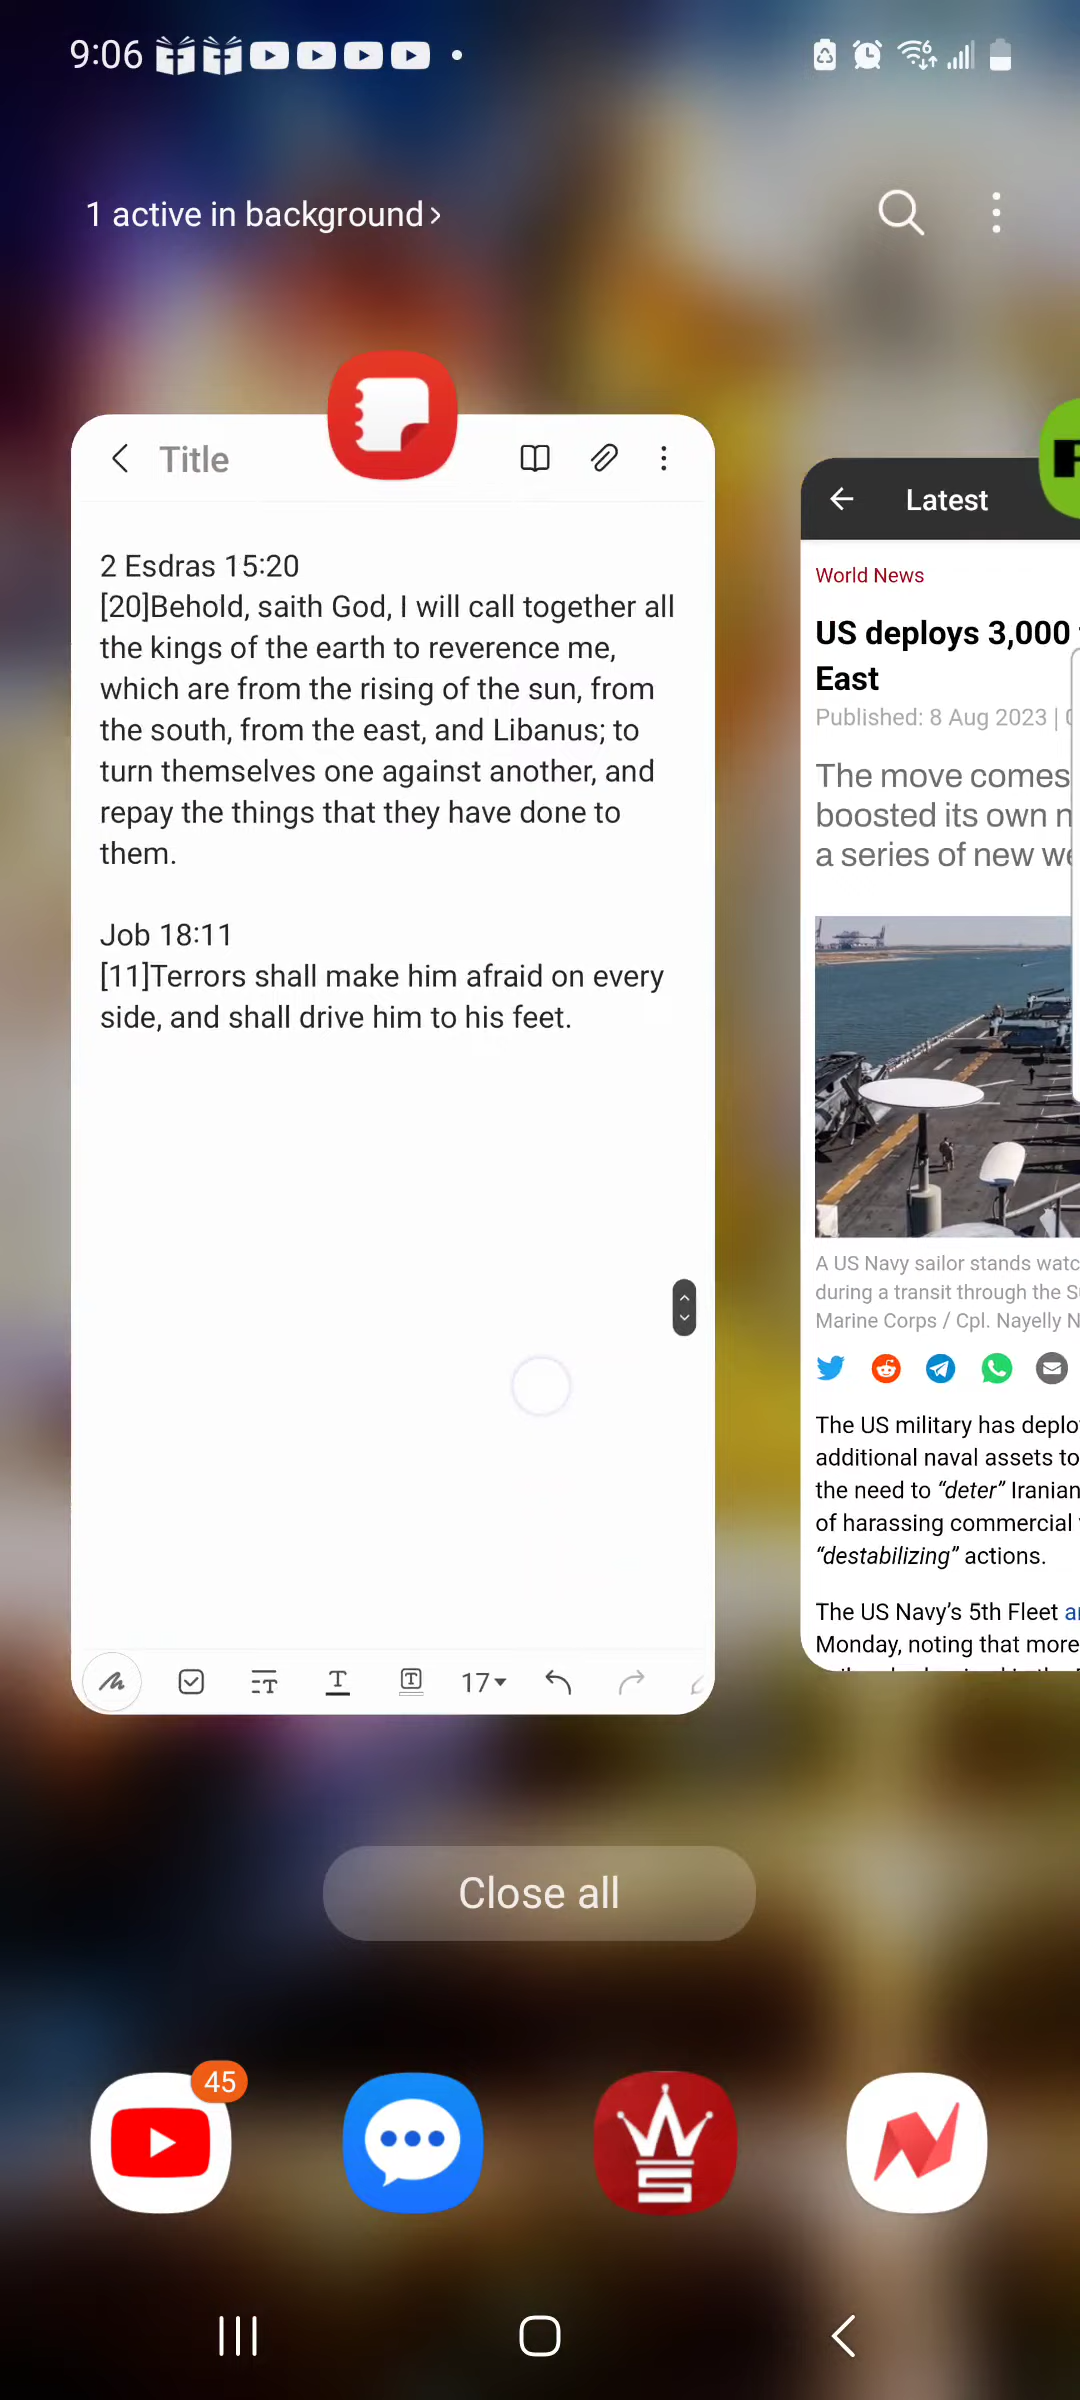 9:06
1 active in background
Title
2 Esdras 15:20
[20]Behold, saith God, I will call together all
the kings of the earth to reverence me,
which are from the rising of the sun, from
the south, from the east, and Libanus; to
turn themselves one against another, and
repay the things that they have done to
them.
Job 18:11
[11]Terrors shall make him afraid on every
side, and shall drive him to his feet.
17
Latest
World News
US deploys 3,000
East
Published: 8 Aug 2023 |
The move comes
boosted its own
a series of new
A US Navy sailor stands
during a transit through the
Marine Corps / Cpl. Nayelly
The US military has
additional naval assets to
the need to “deter” Iranian
of harassing commercial
“destabilizing” actions.
The US Navy’s 5th Fleet
Monday, noting that more
Close all
45